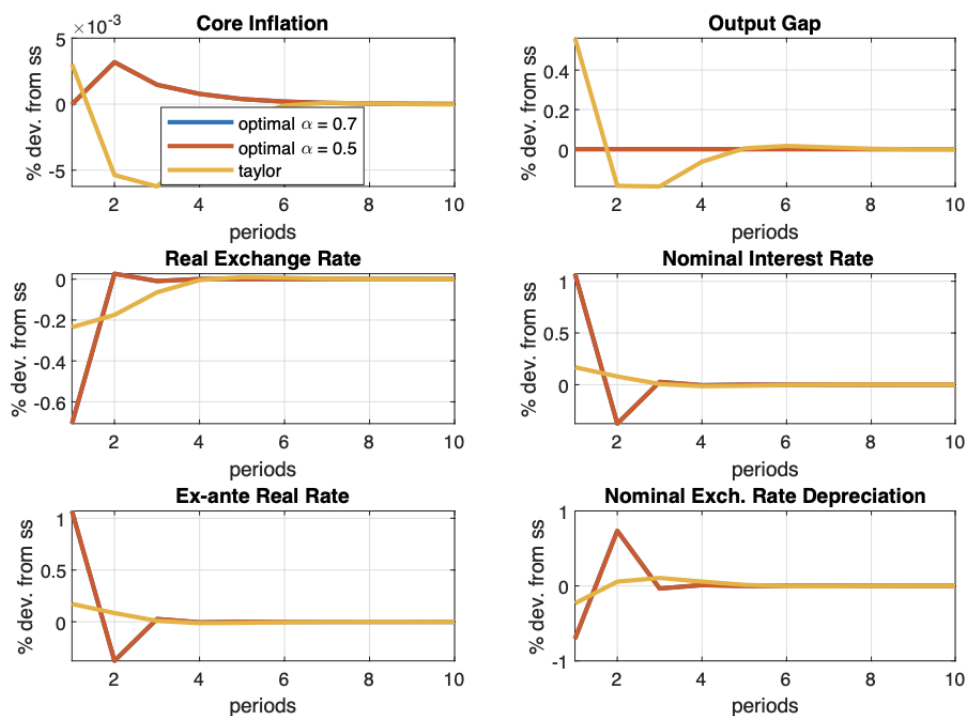 Core Inflation
×10⁻³
% dev. from ss
5
0
-5
optimal α = 0.7
optimal α = 0.5
taylor
2 4 6 8 10
periods
Output Gap
% dev. from ss
0.4
0.2
0
2 4 6 8 10
periods
Real Exchange Rate
% dev. from ss
0
-0.2
-0.4
-0.6
2 4 6 8 10
periods
Nominal Interest Rate
% dev. from ss
1
0.5
0
2 4 6 8 10
periods
Ex-ante Real Rate
% dev. from ss
1
0.5
0
2 4 6 8 10
periods
Nominal Exch. Rate Depreciation
% dev. from ss
1
0
-1
2 4 6 8 10
periods